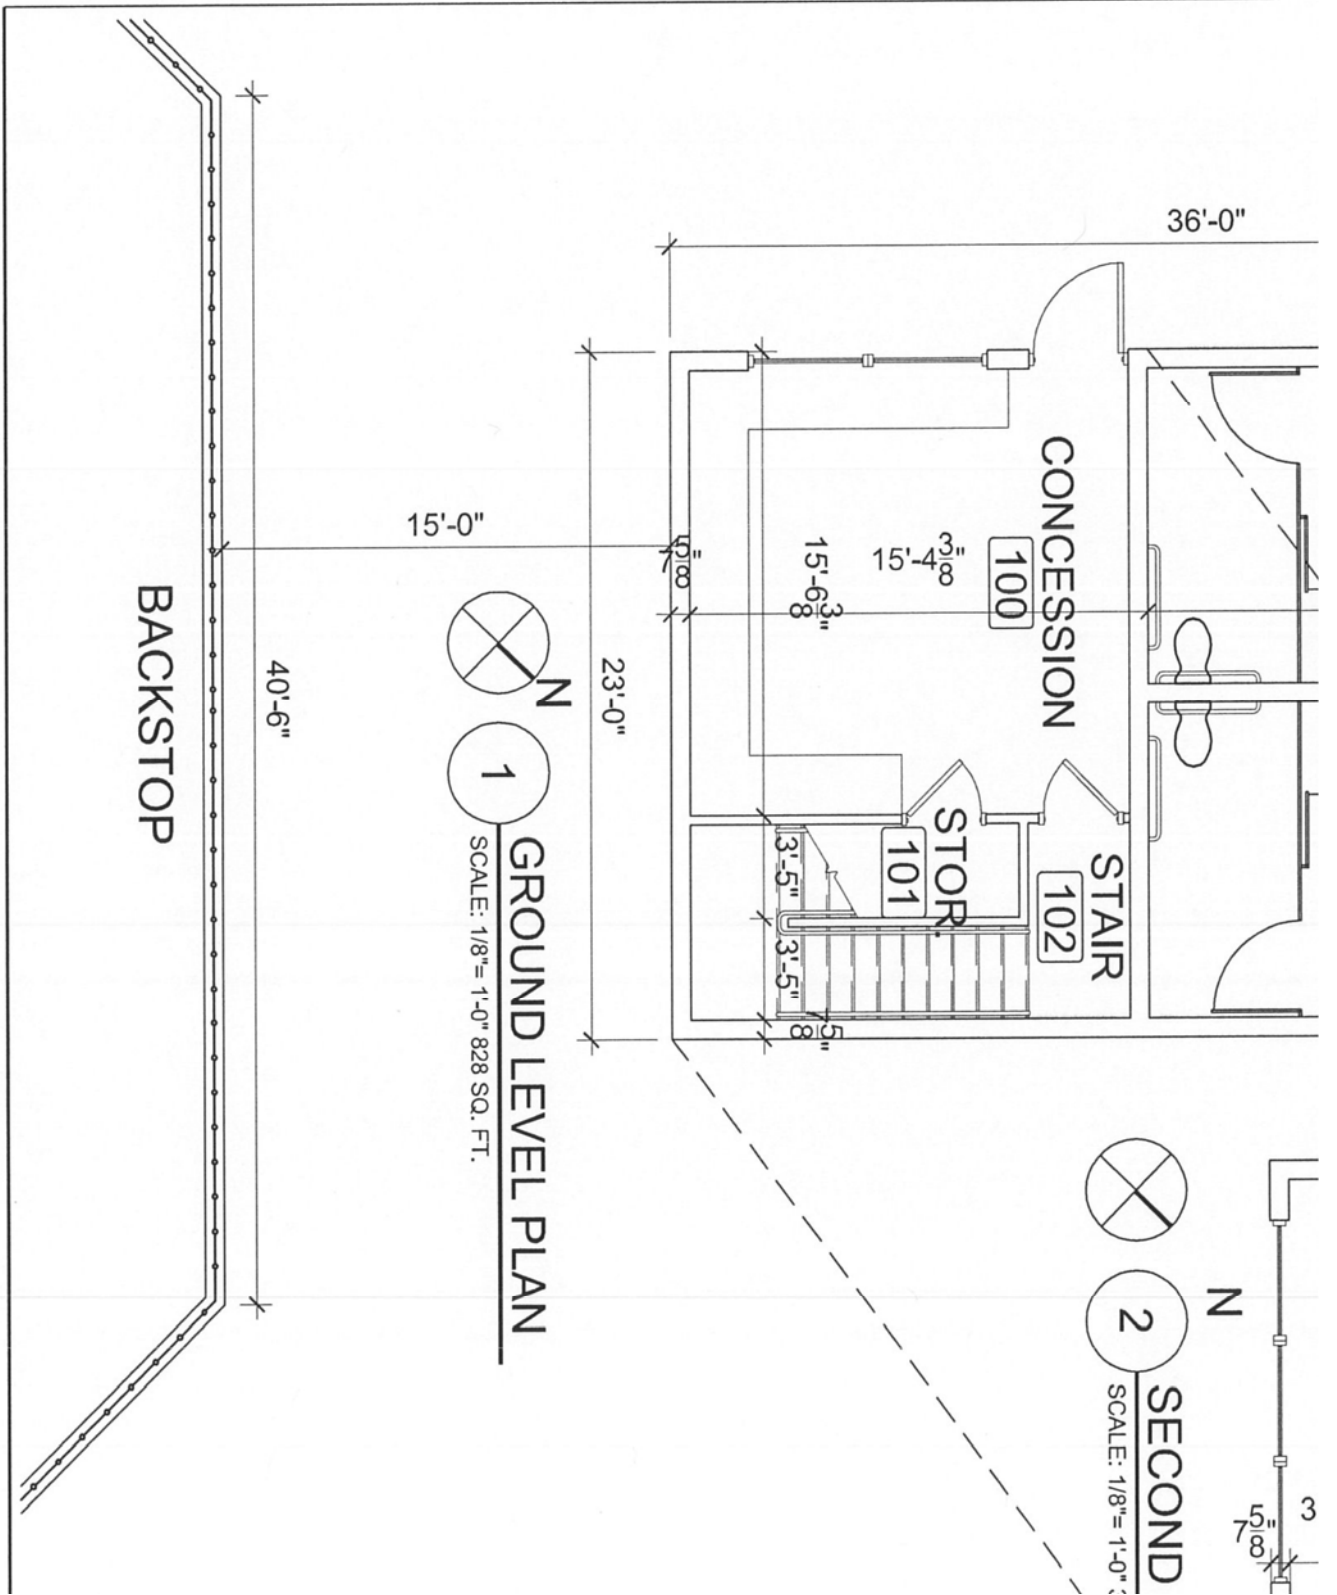 36'-0"
CONCESSION
100
15'-4 3/8"
15'-6 3/8"
7 5/8"
15'-0"
23'-0"
40'-6"
BACKSTOP
STOR.
101
STAIR
102
3'-5"
3'-5"
7 5/8"
N
1
GROUND LEVEL PLAN
SCALE: 1/8"= 1'-0" 828 SQ. FT.
N
2
SECOND
SCALE: 1/8"= 1'-0"
7 5/8"
3